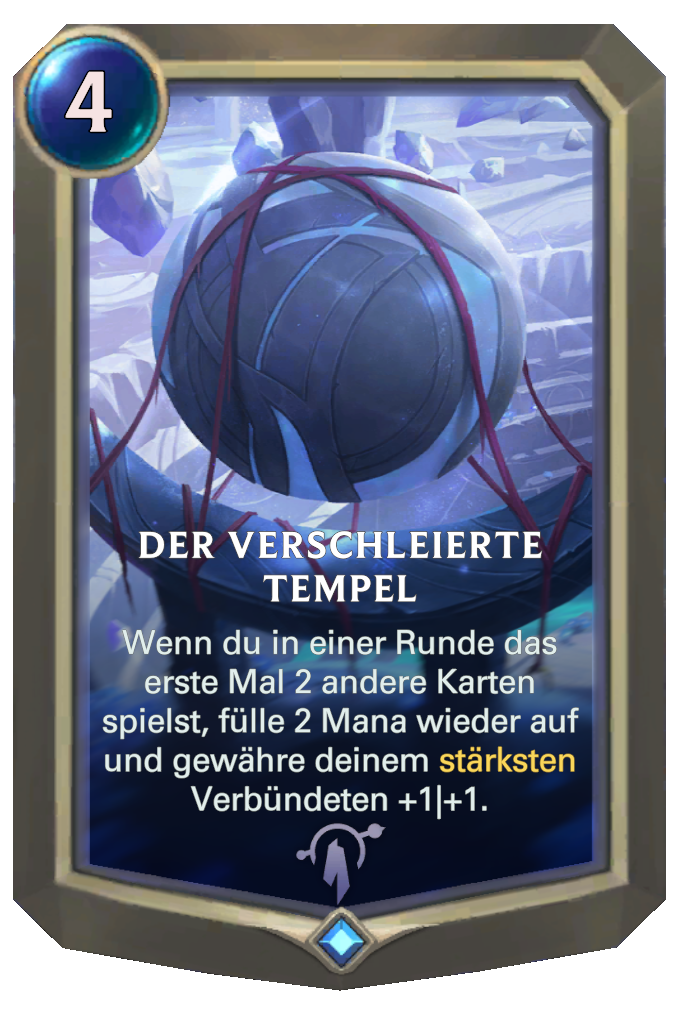 4
DER VERSCHLEIERTE
TEMPEL
Wenn du in einer Runde das
erste Mal 2 andere Karten
spielst, fülle 2 Mana wieder auf
und gewähre deinem stärksten
Verbündeten +1|+1.